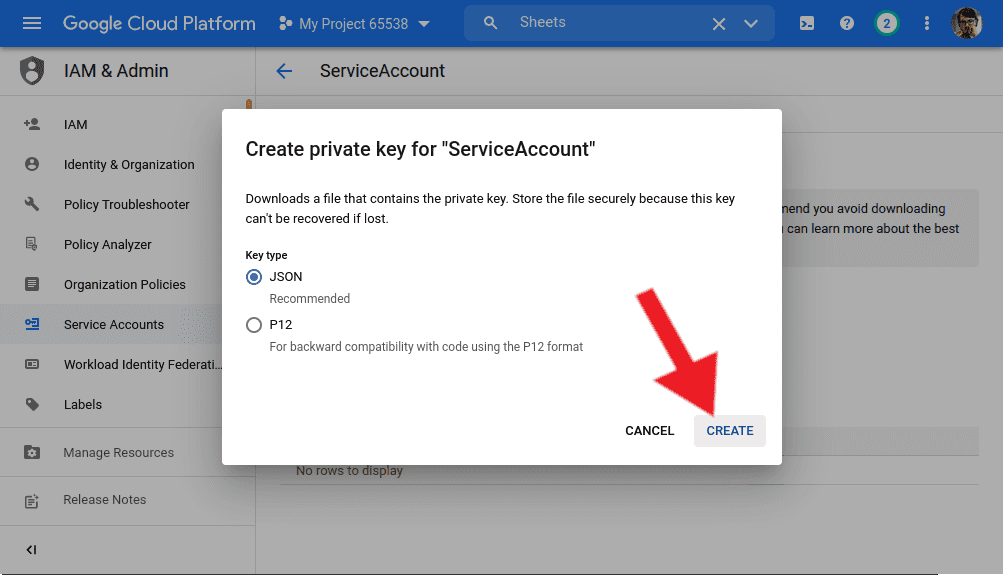 Google Cloud Platform
My Project 65538
Sheets
2
IAM & Admin
ServiceAccount
IAM
Identity & Organization
Policy Troubleshooter
Policy Analyzer
Organization Policies
Service Accounts
Workload Identity Federati...
Labels
Manage Resources
Release Notes
Create private key for "ServiceAccount"
Downloads a file that contains the private key. Store the file securely because this key
can't be recovered if lost.
Key type
JSON
Recommended
P12
For backward compatibility with code using the P12 format
CANCEL
CREATE
you avoid downloading
can learn more about the best
No rows to display